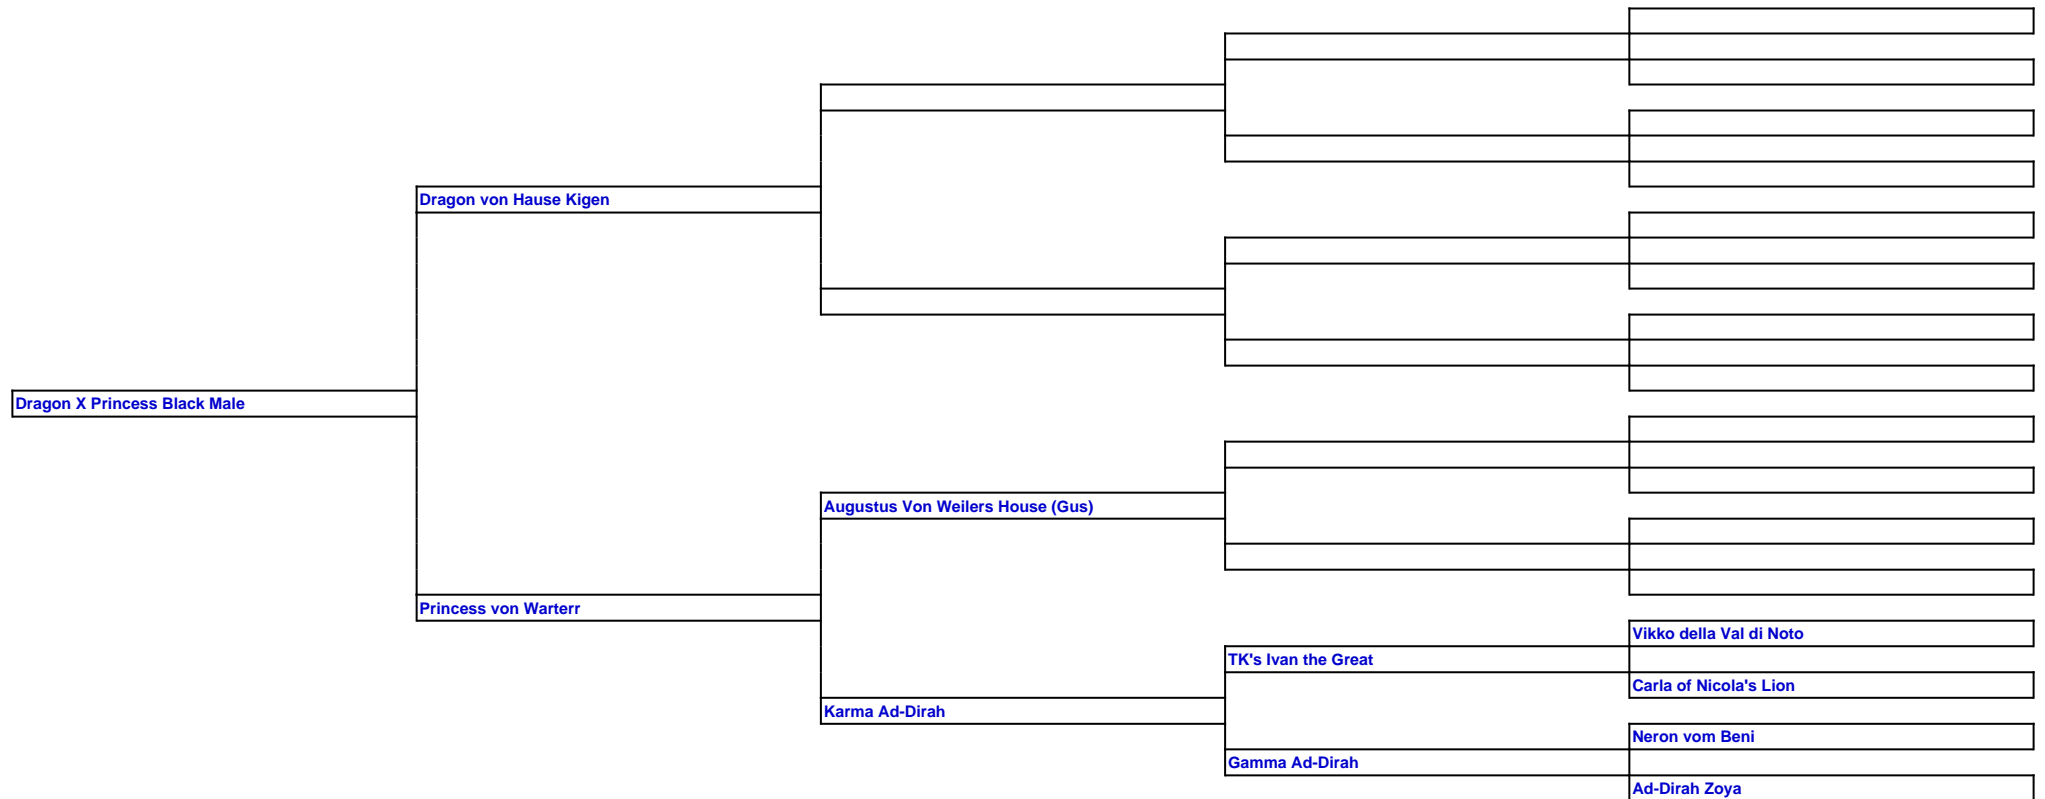 Dragon von Hause Kigen
Dragon X Princess Black Male
Augustus Von Weilers House (Gus)
Princess von Warterr
Vikko della Val di Noto
TK's Ivan the Great
Carla of Nicola's Lion
Karma Ad-Dirah
Neron vom Beni
Gamma Ad-Dirah
Ad-Dirah Zoya